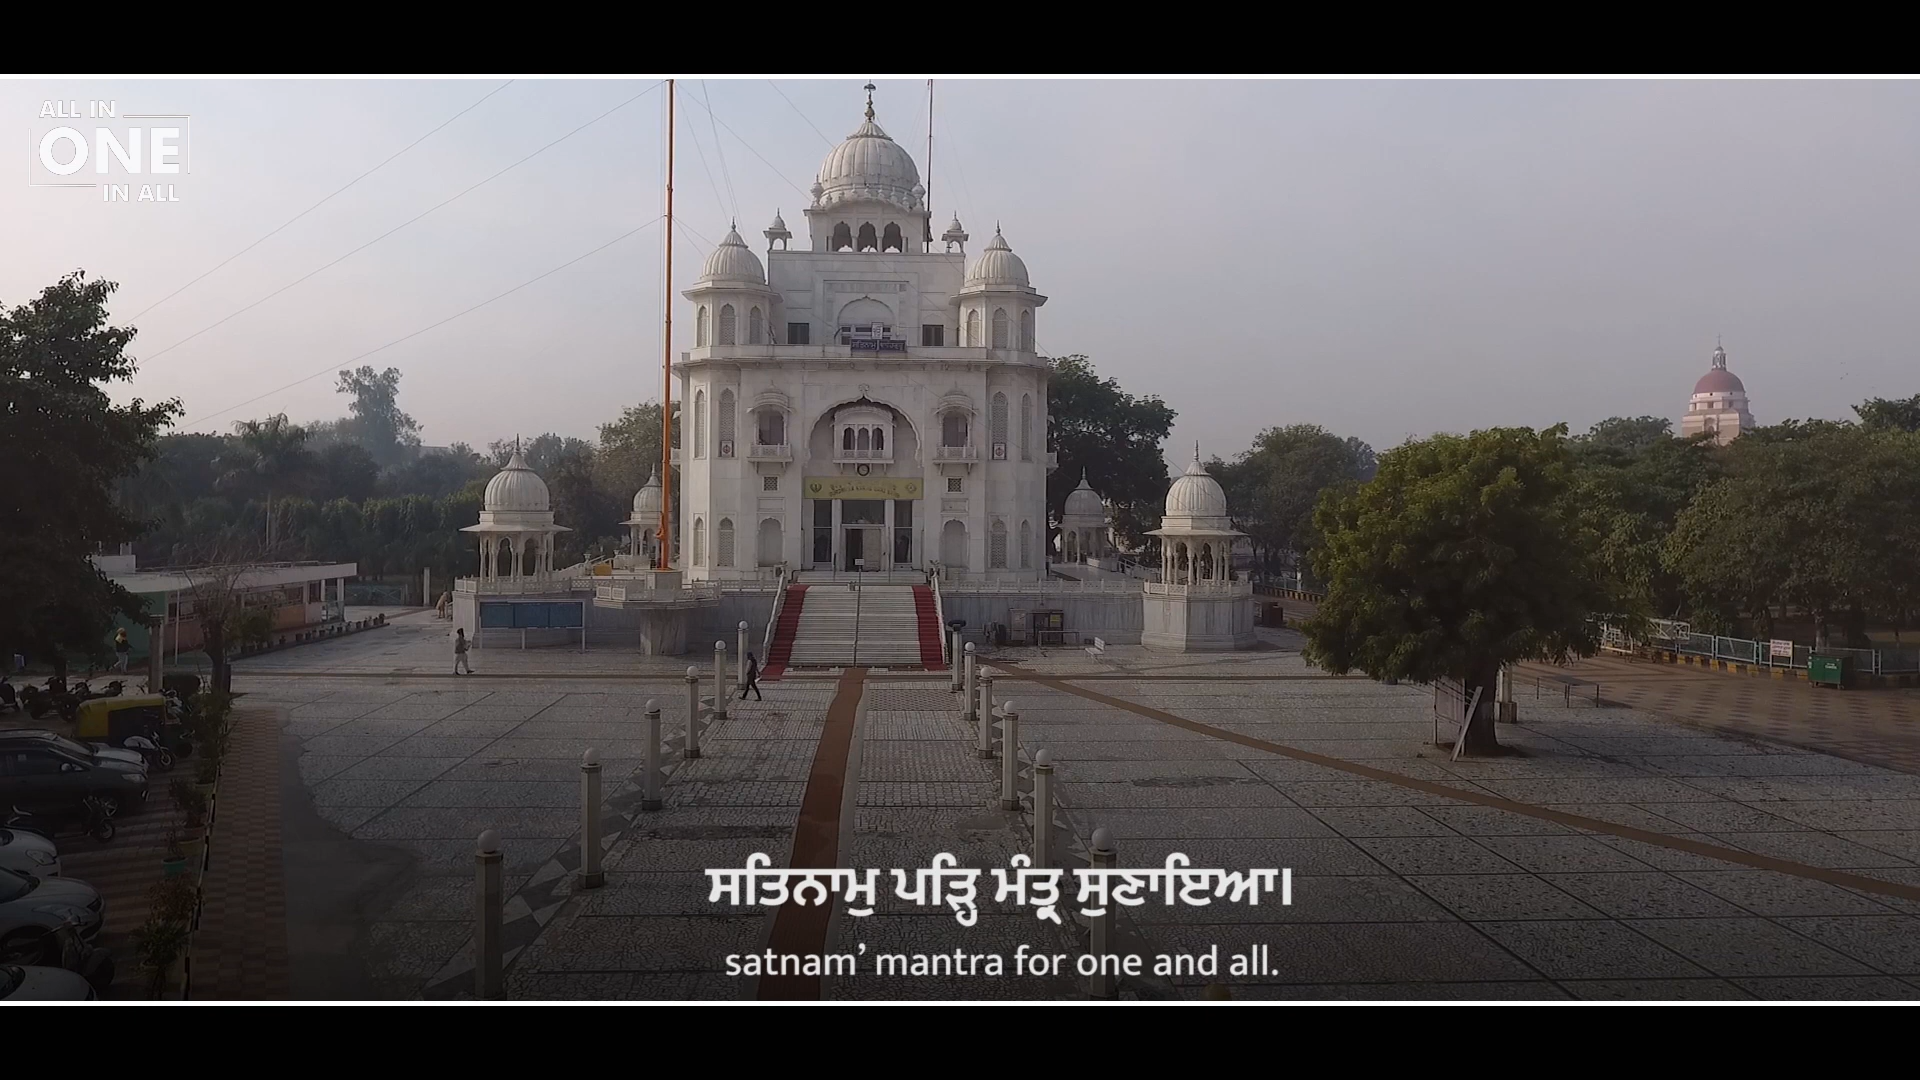 ALL IN
ONE
IN ALL
ਸਤਿਨਾਮੁ ਪੜ੍ਹਿ ਮੰਤ੍ਰ ਸੁਣਾਇਆ।
satnam’ mantra for one and all.